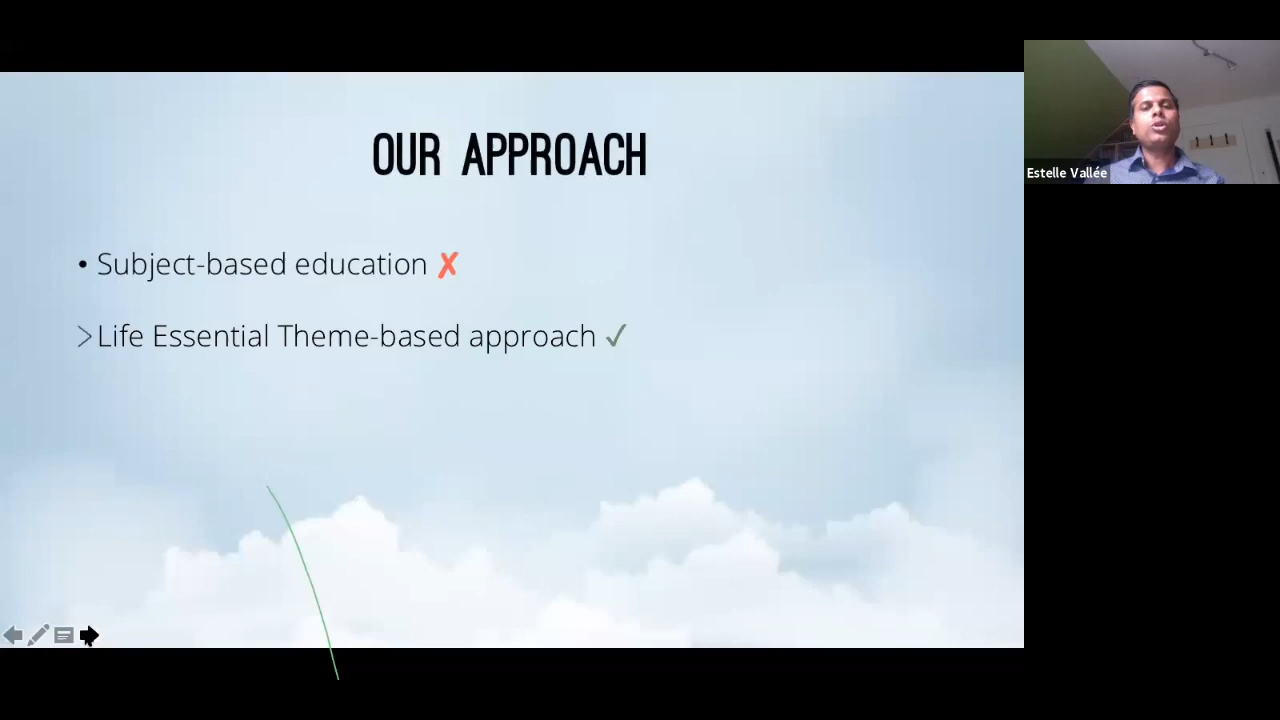 OUR APPROACH
• Subject-based education ✗
> Life Essential Theme-based approach ✓
Estelle Vallée